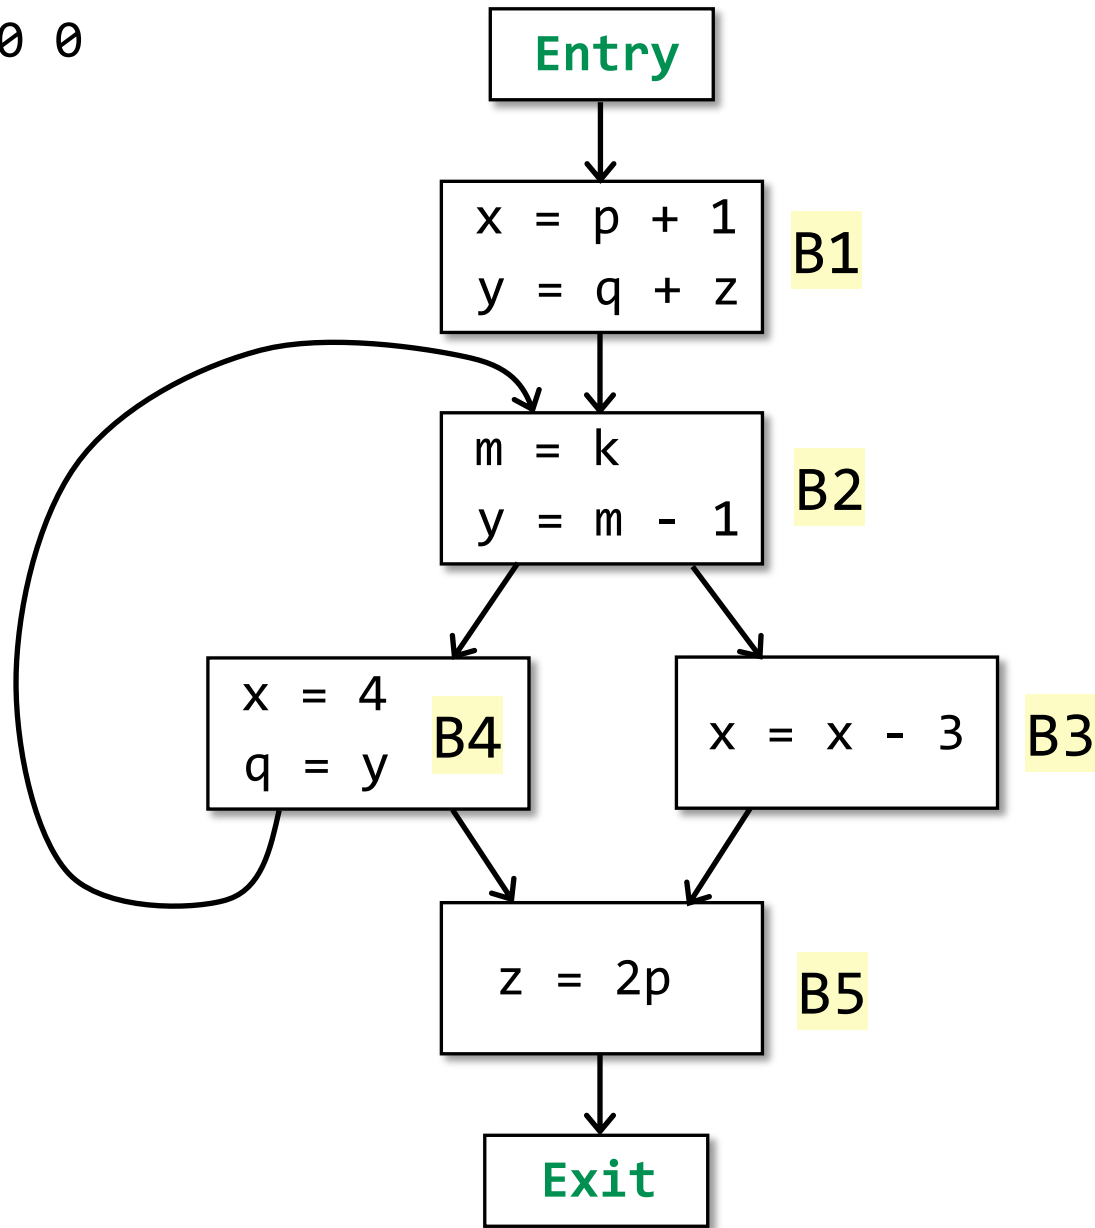 0 0
Entry
x = p + 1
y = q + z
B1
m = k
y = m - 1
B2
x = 4
q = y
B4
x = x - 3
B3
z = 2p
B5
Exit